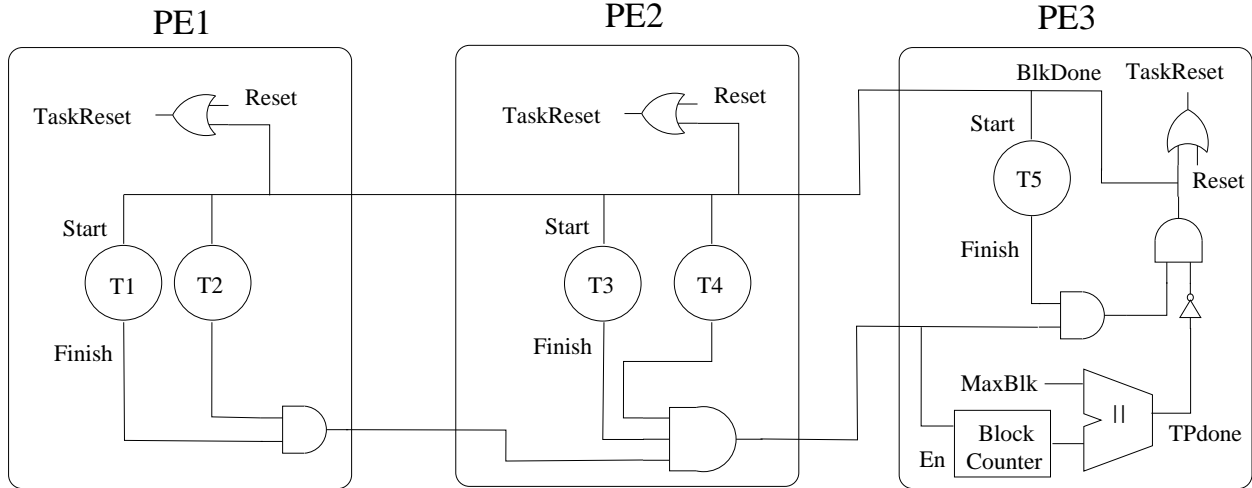 PE1
PE2
PE3
TaskReset
Reset
Start
T1
T2
Finish
TaskReset
Reset
Start
T3
T4
Finish
BlkDone
TaskReset
Start
T5
Reset
Finish
MaxBlk
En
Block
Counter
||
TPdone